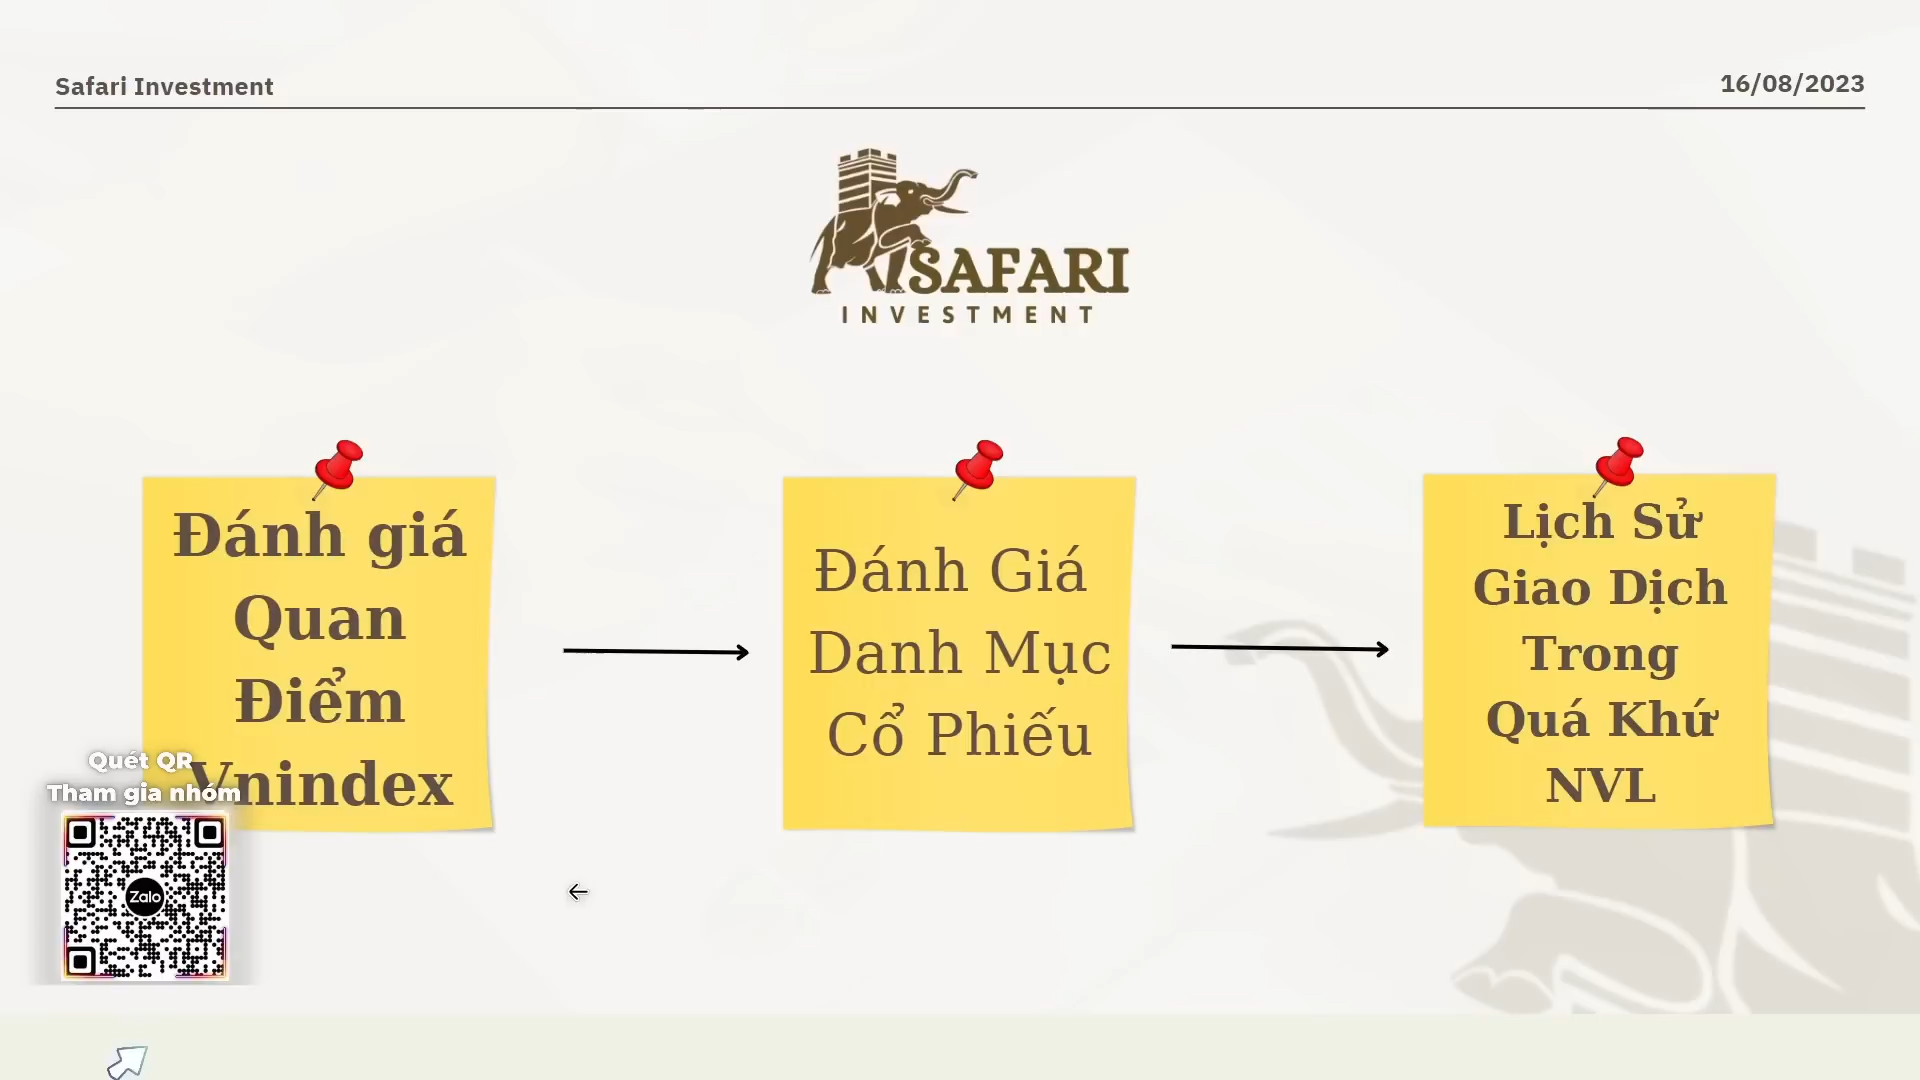 Safari Investment
16/08/2023
SAFARI
INVESTMENT
Đánh giá
Quan
Điểm
Vnindex
Đánh Giá
Danh Mục
Cổ Phiếu
Lịch Sử
Giao Dịch
Trong
Quá Khứ
NVL
Quét QR
Tham gia nhóm
Zalo